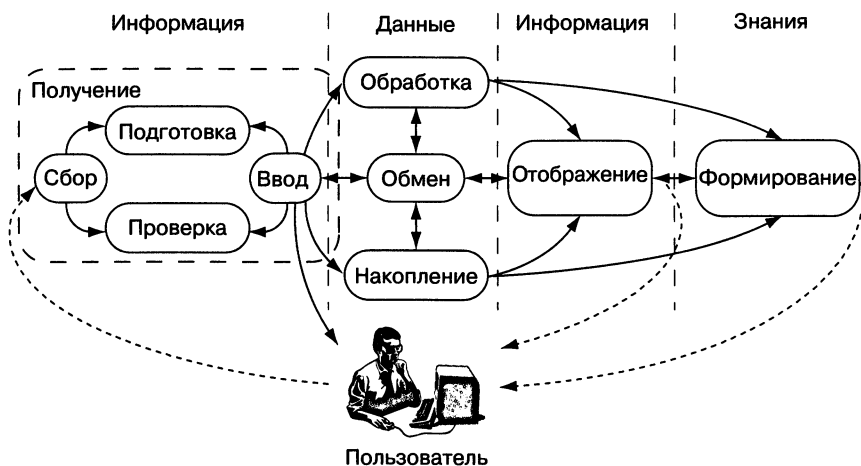 Информация
Данные
Информация
Знания
Получение
Обработка
Подготовка
Сбор
Ввод
Обмен
Отображение
Формирование
Проверка
Накопление
Пользователь